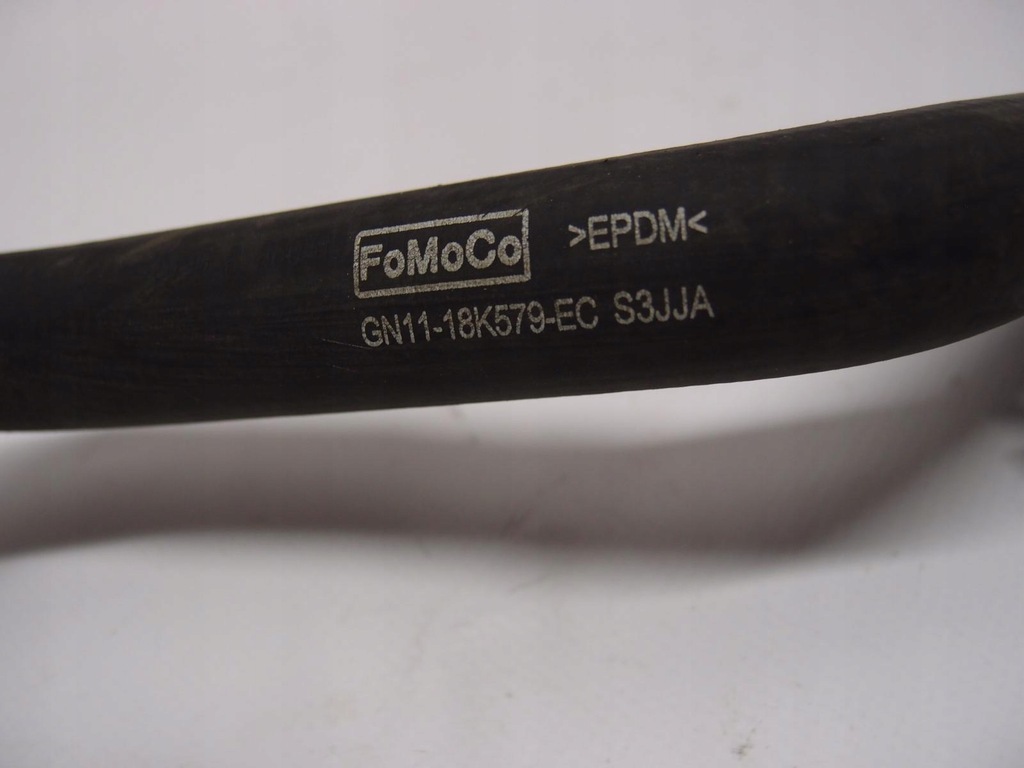 FoMoCo >EPDM<
GN11-18K579-EC S3JJA